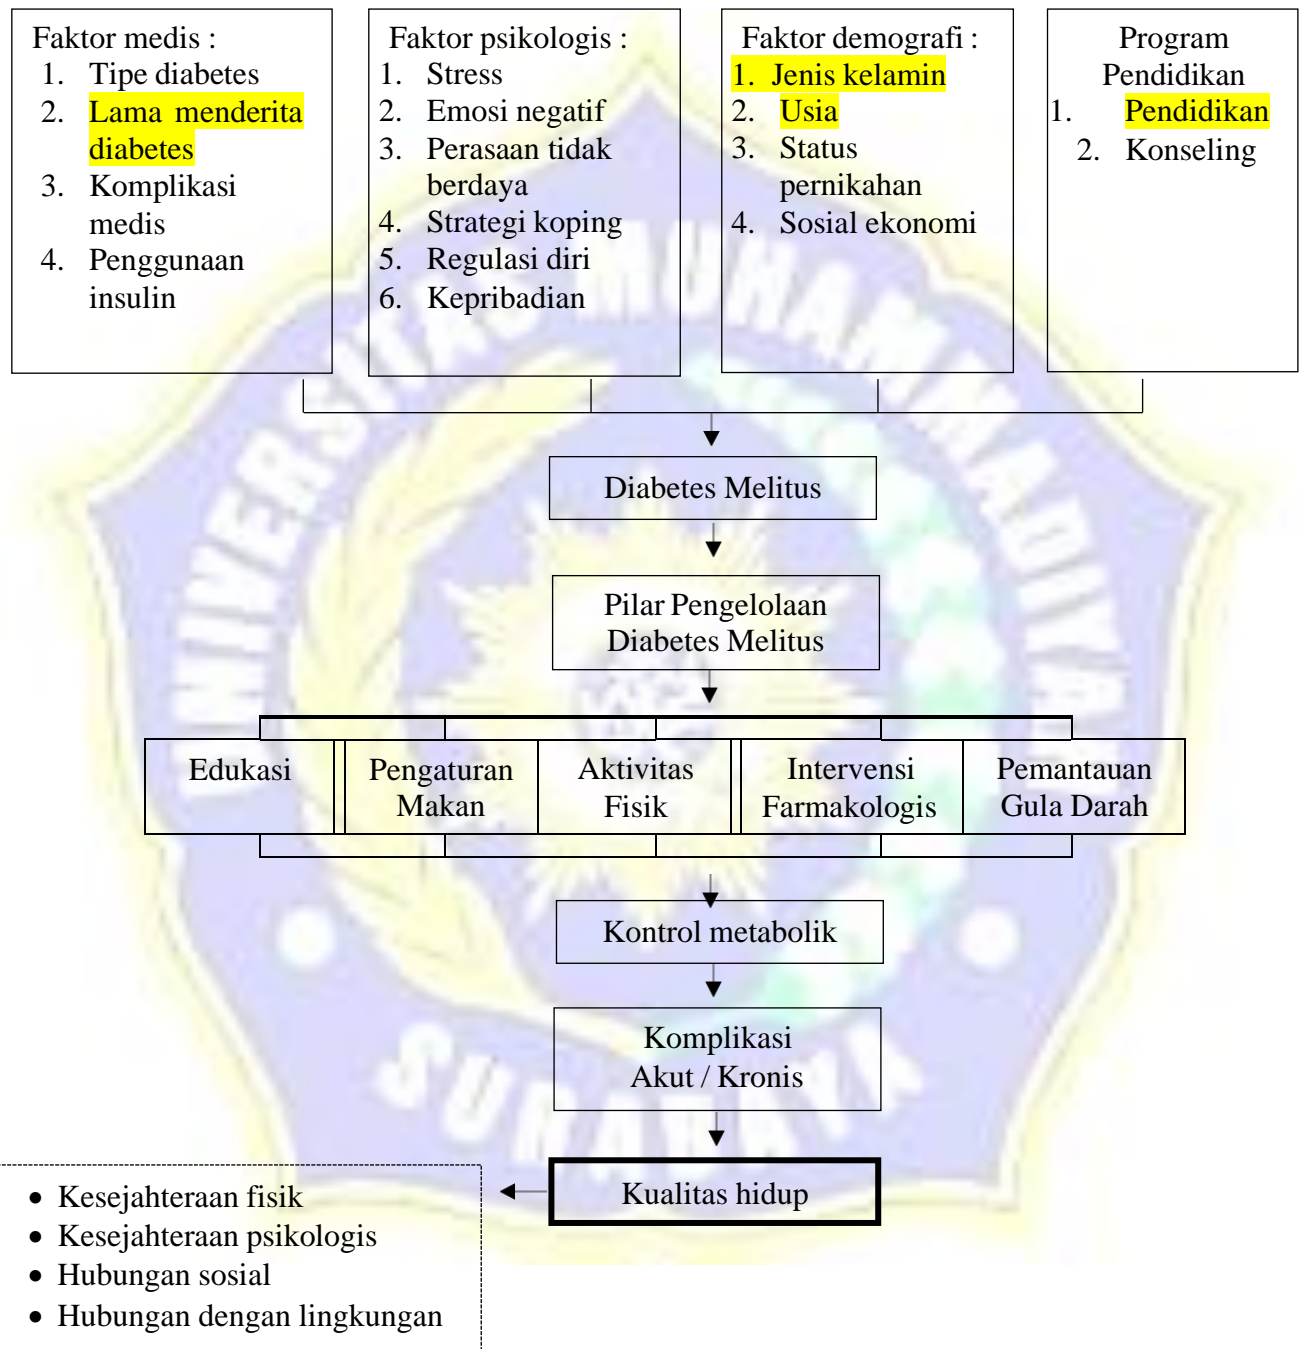 Faktor medis :
1. Tipe diabetes
2. Lama menderita
diabetes
3. Komplikasi
medis
4. Penggunaan
insulin
Faktor psikologis :
1. Stress
2. Emosi negatif
3. Perasaan tidak
berdaya
4. Strategi koping
5. Regulasi diri
6. Kepribadian
Faktor demografi :
1. Jenis kelamin
2. Usia
3. Status
pernikahan
4. Sosial ekonomi
Program
Pendidikan
1. Pendidikan
2. Konseling
UNIVERSITAS MUHAMMADIYAH
SURABAYA
Diabetes Melitus
Pilar Pengelolaan
Diabetes Melitus
Edukasi
Pengaturan
Makan
Aktivitas
Fisik
Intervensi
Farmakologis
Pemantauan
Gula Darah
Kontrol metabolik
Komplikasi
Akut / Kronis
Kualitas hidup
• Kesejahteraan fisik
• Kesejahteraan psikologis
• Hubungan sosial
• Hubungan dengan lingkungan